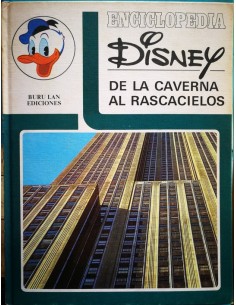 ENCICLOPEDIA
DISNEY
DE LA CAVERNA
AL RASCACIELOS
BURU LAN
EDICIONES